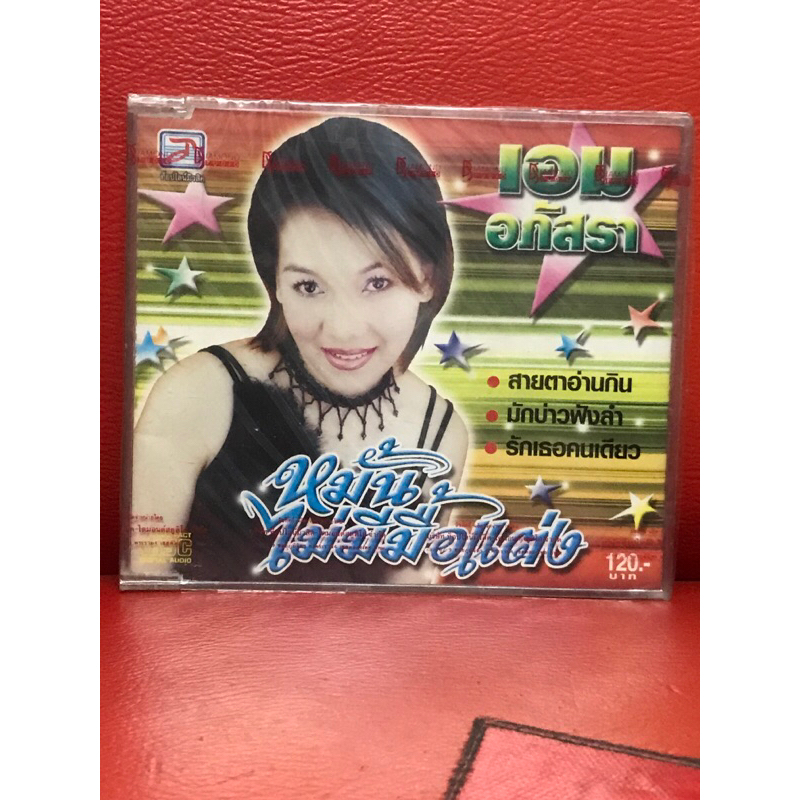 เอม
อภัสรา
สายตาอ่านกิน
มักบ่าวฟังลำ
รักเธอคนเดียว
หมั้น
ไม่มีมื้อแต่ง
120.-
บาท